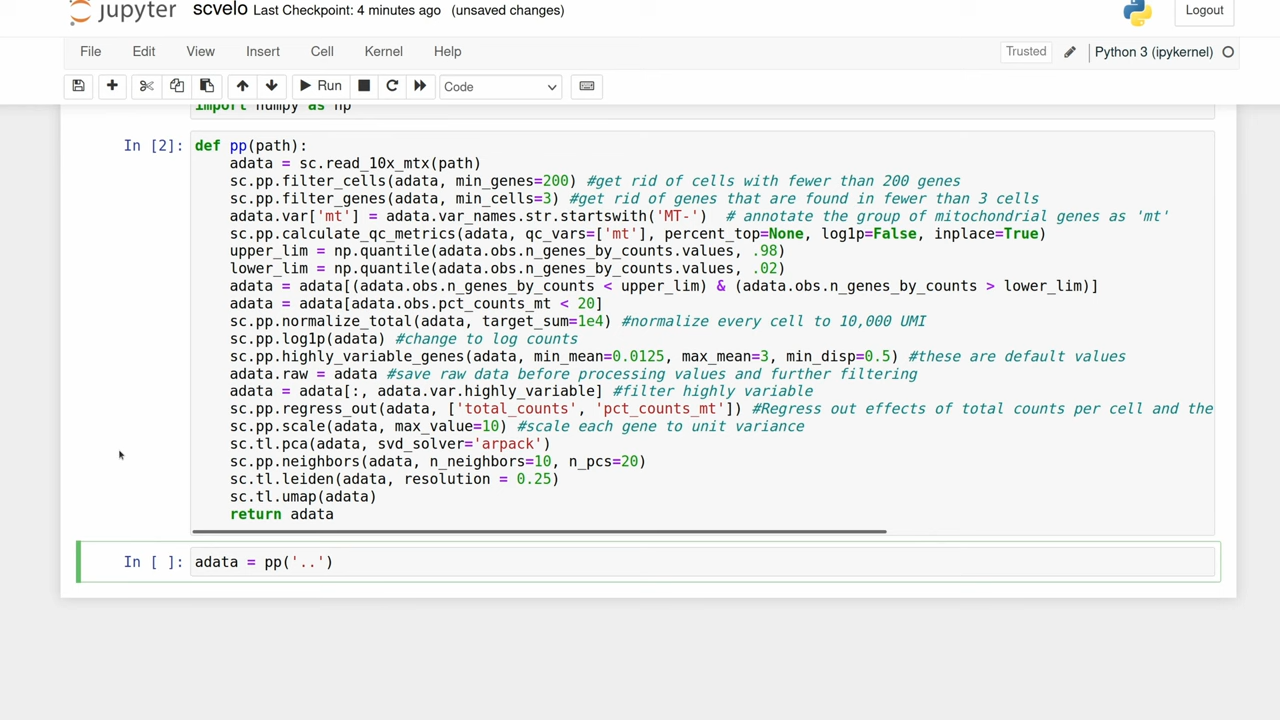 jupyter scvelo Last Checkpoint: 4 minutes ago (unsaved changes) Logout
File Edit View Insert Cell Kernel Help Trusted Python 3 (ipykernel)
Run Code
import numpy as np
In [2]: def pp(path):
    adata = sc.read_10x_mtx(path)
    sc.pp.filter_cells(adata, min_genes=200) #get rid of cells with fewer than 200 genes
    sc.pp.filter_genes(adata, min_cells=3) #get rid of genes that are found in fewer than 3 cells
    adata.var['mt'] = adata.var_names.str.startswith('MT-')  # annotate the group of mitochondrial genes as 'mt'
    sc.pp.calculate_qc_metrics(adata, qc_vars=['mt'], percent_top=None, log1p=False, inplace=True)
    upper_lim = np.quantile(adata.obs.n_genes_by_counts.values, .98)
    lower_lim = np.quantile(adata.obs.n_genes_by_counts.values, .02)
    adata = adata[(adata.obs.n_genes_by_counts < upper_lim) & (adata.obs.n_genes_by_counts > lower_lim)]
    adata = adata[adata.obs.pct_counts_mt < 20]
    sc.pp.normalize_total(adata, target_sum=1e4) #normalize every cell to 10,000 UMI
    sc.pp.log1p(adata) #change to log counts
    sc.pp.highly_variable_genes(adata, min_mean=0.0125, max_mean=3, min_disp=0.5) #these are default values
    adata.raw = adata #save raw data before processing values and further filtering
    adata = adata[:, adata.var.highly_variable] #filter highly variable
    sc.pp.regress_out(adata, ['total_counts', 'pct_counts_mt']) #Regress out effects of total counts per cell and the
    sc.pp.scale(adata, max_value=10) #scale each gene to unit variance
    sc.tl.pca(adata, svd_solver='arpack')
    sc.pp.neighbors(adata, n_neighbors=10, n_pcs=20)
    sc.tl.leiden(adata, resolution = 0.25)
    sc.tl.umap(adata)
    return adata
In [ ]: adata = pp('..')